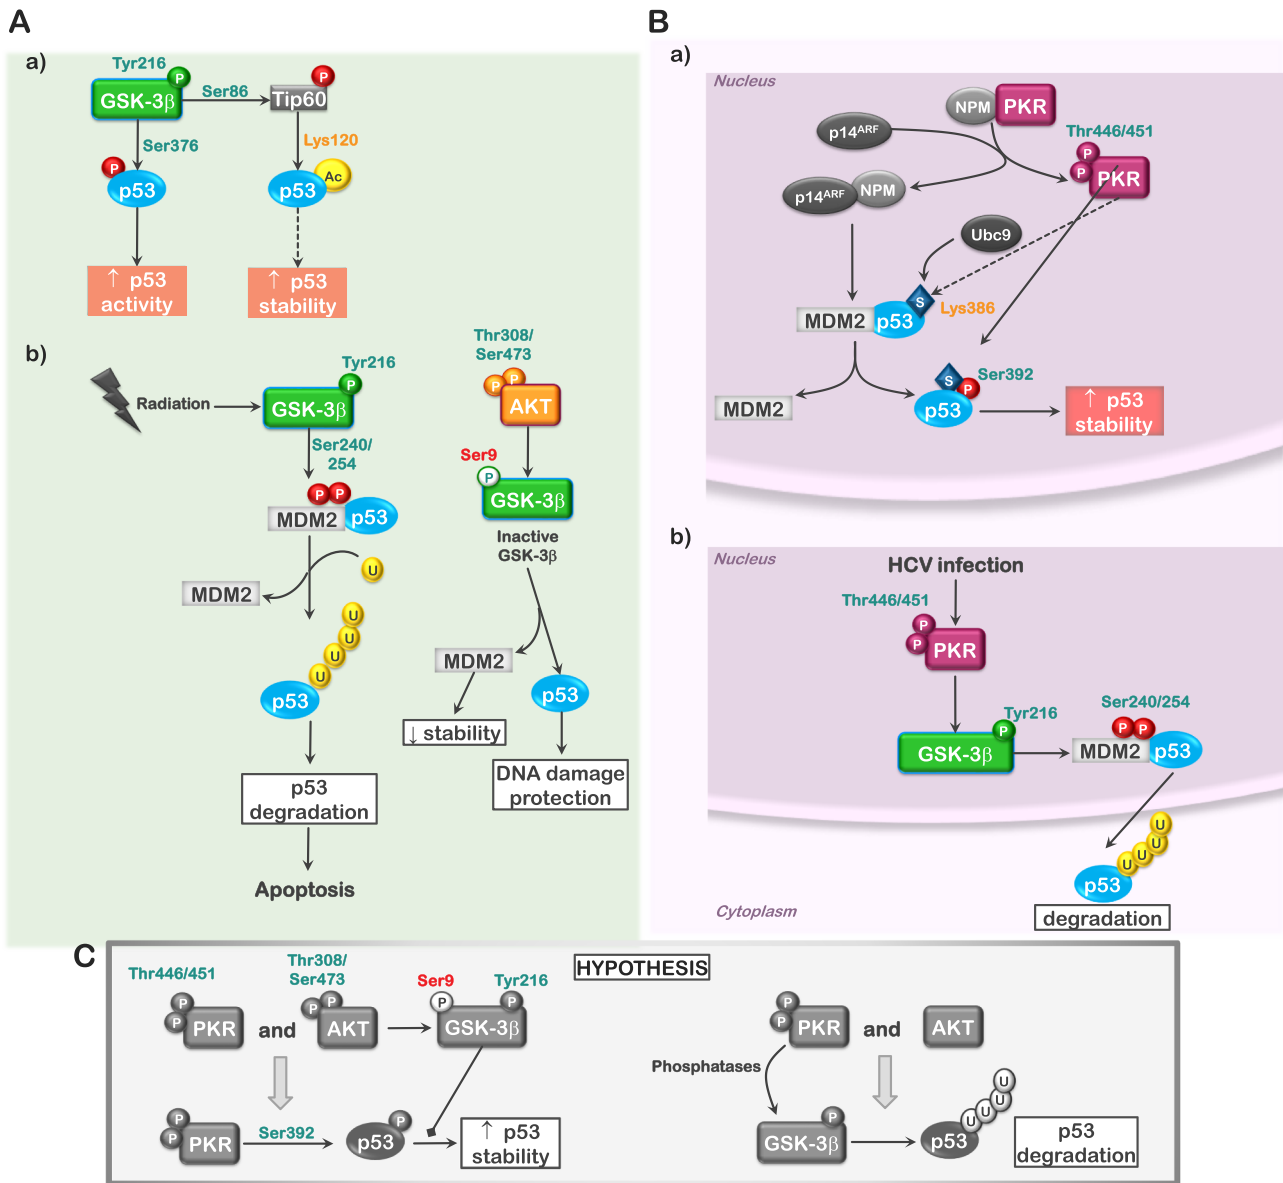 A
a)
Tyr216
P
GSK-3β
Ser86
P
Tip60
Ser376
Lys120
P
p53
p53
Ac
↑ p53
activity
↑ p53
stability
b)
Radiation
Tyr216
P
GSK-3β
Ser240/
254
P P
MDM2
p53
U
MDM2
U
U
U
U
p53
p53
degradation
Apoptosis
Thr308/
Ser473
P P
AKT
Ser9
P
GSK-3β
Inactive
GSK-3β
MDM2
p53
↓ stability
DNA damage
protection
B
a)
Nucleus
NPM
PKR
p14ARF
Thr446/451
P
P
PKR
p14ARF
NPM
Ubc9
S
Lys386
MDM2
p53
MDM2
S
P
Ser392
p53
↑ p53
stability
b)
Nucleus
HCV infection
Thr446/451
P
P
PKR
Tyr216
P
GSK-3β
Ser240/254
P P
MDM2
p53
U
U
U
U
p53
degradation
Cytoplasm
C
HYPOTHESIS
Thr446/451
P
P
PKR
and
Thr308/
Ser473
P P
AKT
Ser9
P
Tyr216
P
GSK-3β
P
P
PKR
Ser392
P
p53
↑ p53
stability
P
P
PKR
and
AKT
Phosphatases
P
GSK-3β
U
U
U
U
p53
p53
degradation